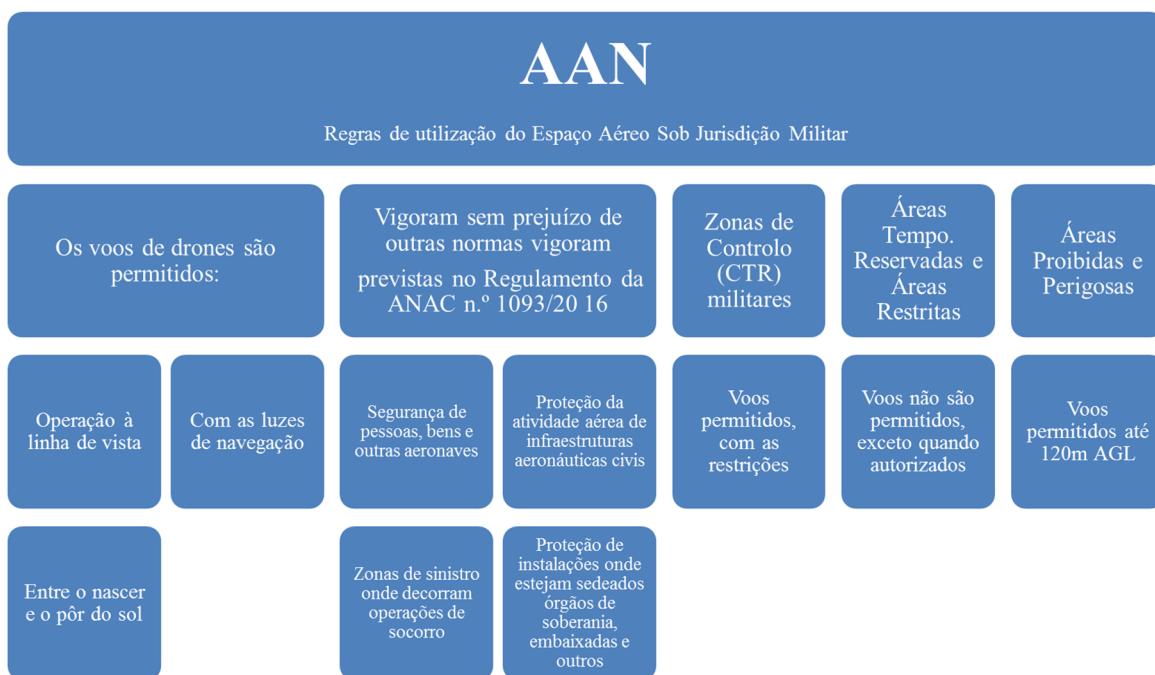 AAN
Regras de utilização do Espaço Aéreo Sob Jurisdição Militar
Os voos de drones são
permitidos:
Vigoram sem prejuízo de
outras normas vigoram
previstas no Regulamento da
ANAC n.º 1093/20 16
Zonas de
Controlo
(CTR)
militares
Áreas
Tempo.
Reservadas e
Áreas
Restritas
Áreas
Proibidas e
Perigosas
Operação à
linha de vista
Com as luzes
de navegação
Segurança de
pessoas, bens e
outras aeronaves
Proteção da
atividade aérea de
infraestruturas
aeronáuticas civis
Voos
permitidos,
com as
restrições
Voos não são
permitidos,
exceto quando
autorizados
Voos
permitidos até
120m AGL
Entre o nascer
e o pôr do sol
Zonas de sinistro
onde decorram
operações de
socorro
Proteção de
instalações onde
estejam sedeados
órgãos de
soberania,
embaixadas e
outros